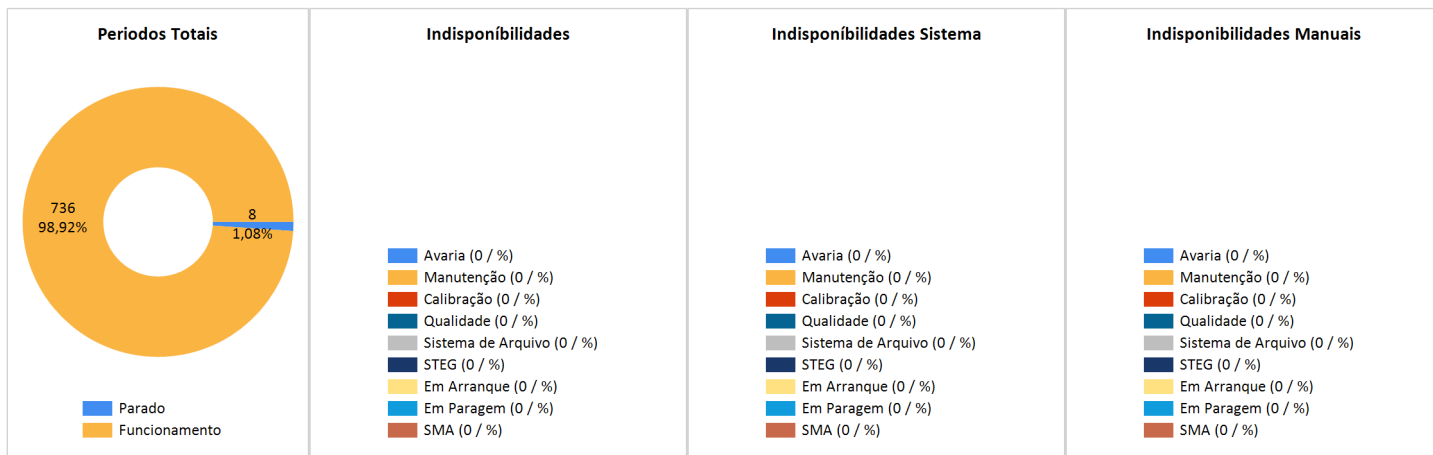 Periodos Totais
736
98,92%
8
1,08%
Parado
Funcionamento
Indisponíbilidades
Avaria (0 / %)
Manutenção (0 / %)
Calibração (0 / %)
Qualidade (0 / %)
Sistema de Arquivo (0 / %)
STEG (0 / %)
Em Arranque (0 / %)
Em Paragem (0 / %)
SMA (0 / %)
Indisponíbilidades Sistema
Avaria (0 / %)
Manutenção (0 / %)
Calibração (0 / %)
Qualidade (0 / %)
Sistema de Arquivo (0 / %)
STEG (0 / %)
Em Arranque (0 / %)
Em Paragem (0 / %)
SMA (0 / %)
Indisponibilidades Manuais
Avaria (0 / %)
Manutenção (0 / %)
Calibração (0 / %)
Qualidade (0 / %)
Sistema de Arquivo (0 / %)
STEG (0 / %)
Em Arranque (0 / %)
Em Paragem (0 / %)
SMA (0 / %)